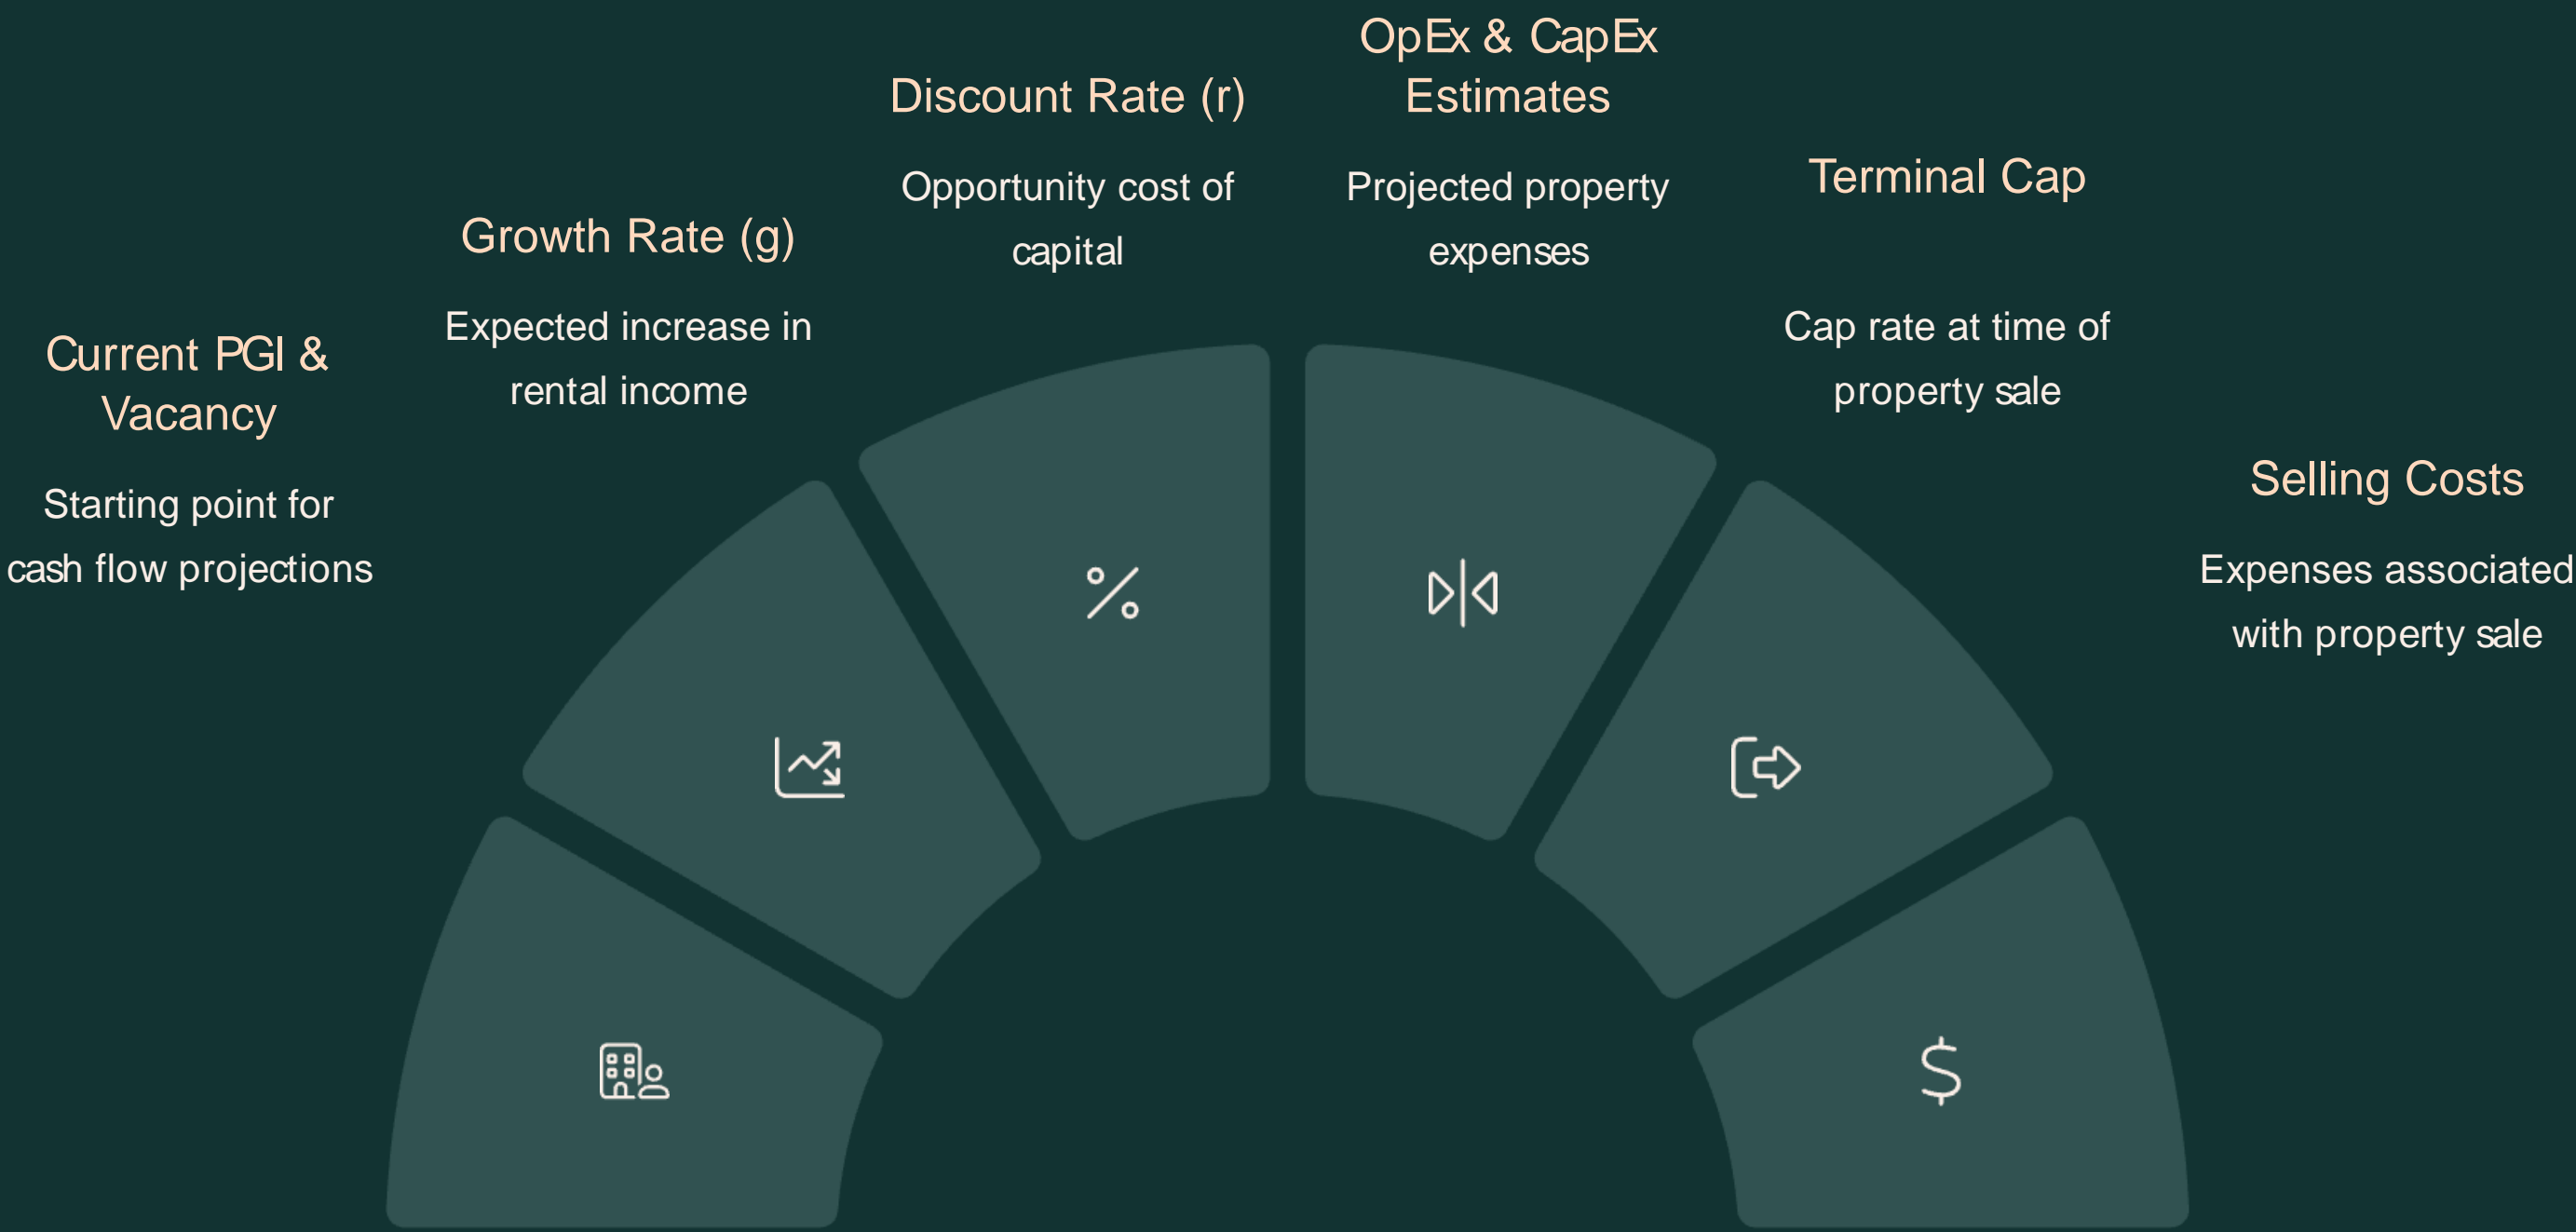 Current PGI &
Vacancy
Starting point for
cash flow projections
Growth Rate (g)
Expected increase in
rental income
Discount Rate (r)
Opportunity cost of
capital
OpEx & CapEx
Estimates
Projected property
expenses
Terminal Cap
Cap rate at time of
property sale
Selling Costs
Expenses associated
with property sale
%
$